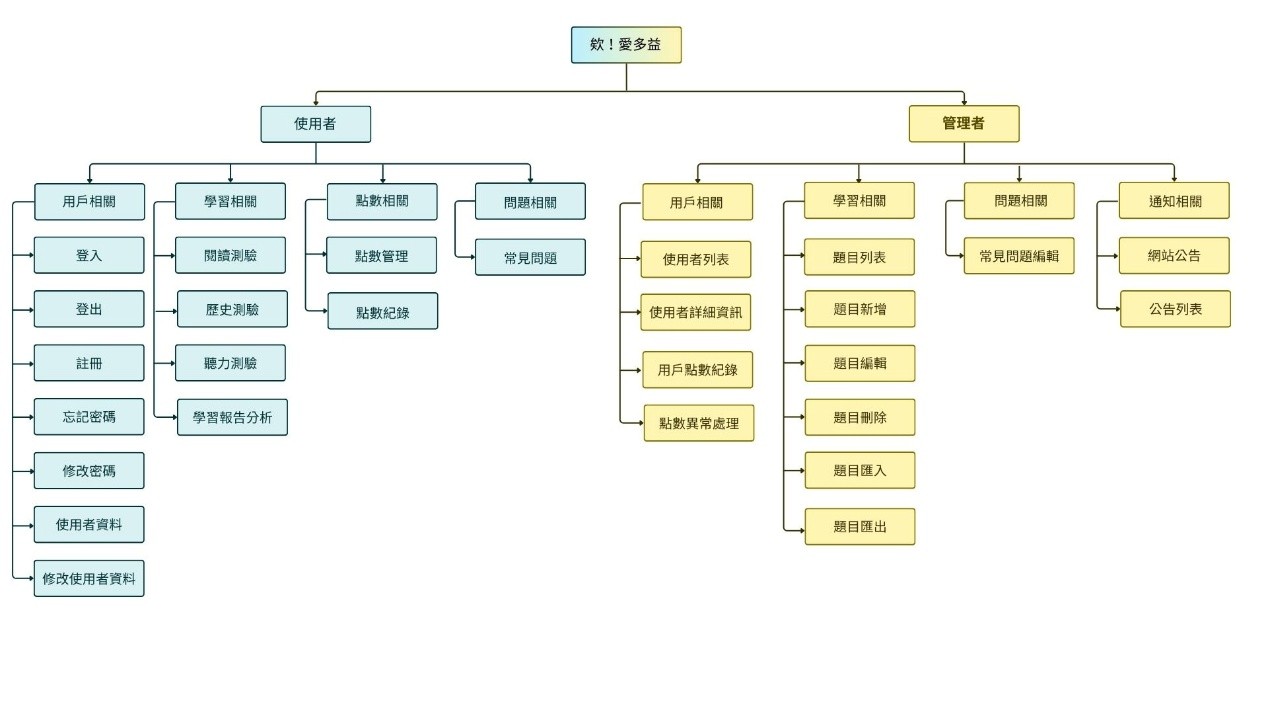 欸！愛多益
使用者
管理者
用戶相關
登入
登出
註冊
忘記密碼
修改密碼
使用者資料
修改使用者資料
學習相關
閱讀測驗
歷史測驗
聽力測驗
學習報告分析
點數相關
點數管理
點數紀錄
問題相關
常見問題
用戶相關
使用者列表
使用者詳細資訊
用戶點數紀錄
點數異常處理
學習相關
題目列表
題目新增
題目編輯
題目刪除
題目匯入
題目匯出
問題相關
常見問題編輯
通知相關
網站公告
公告列表